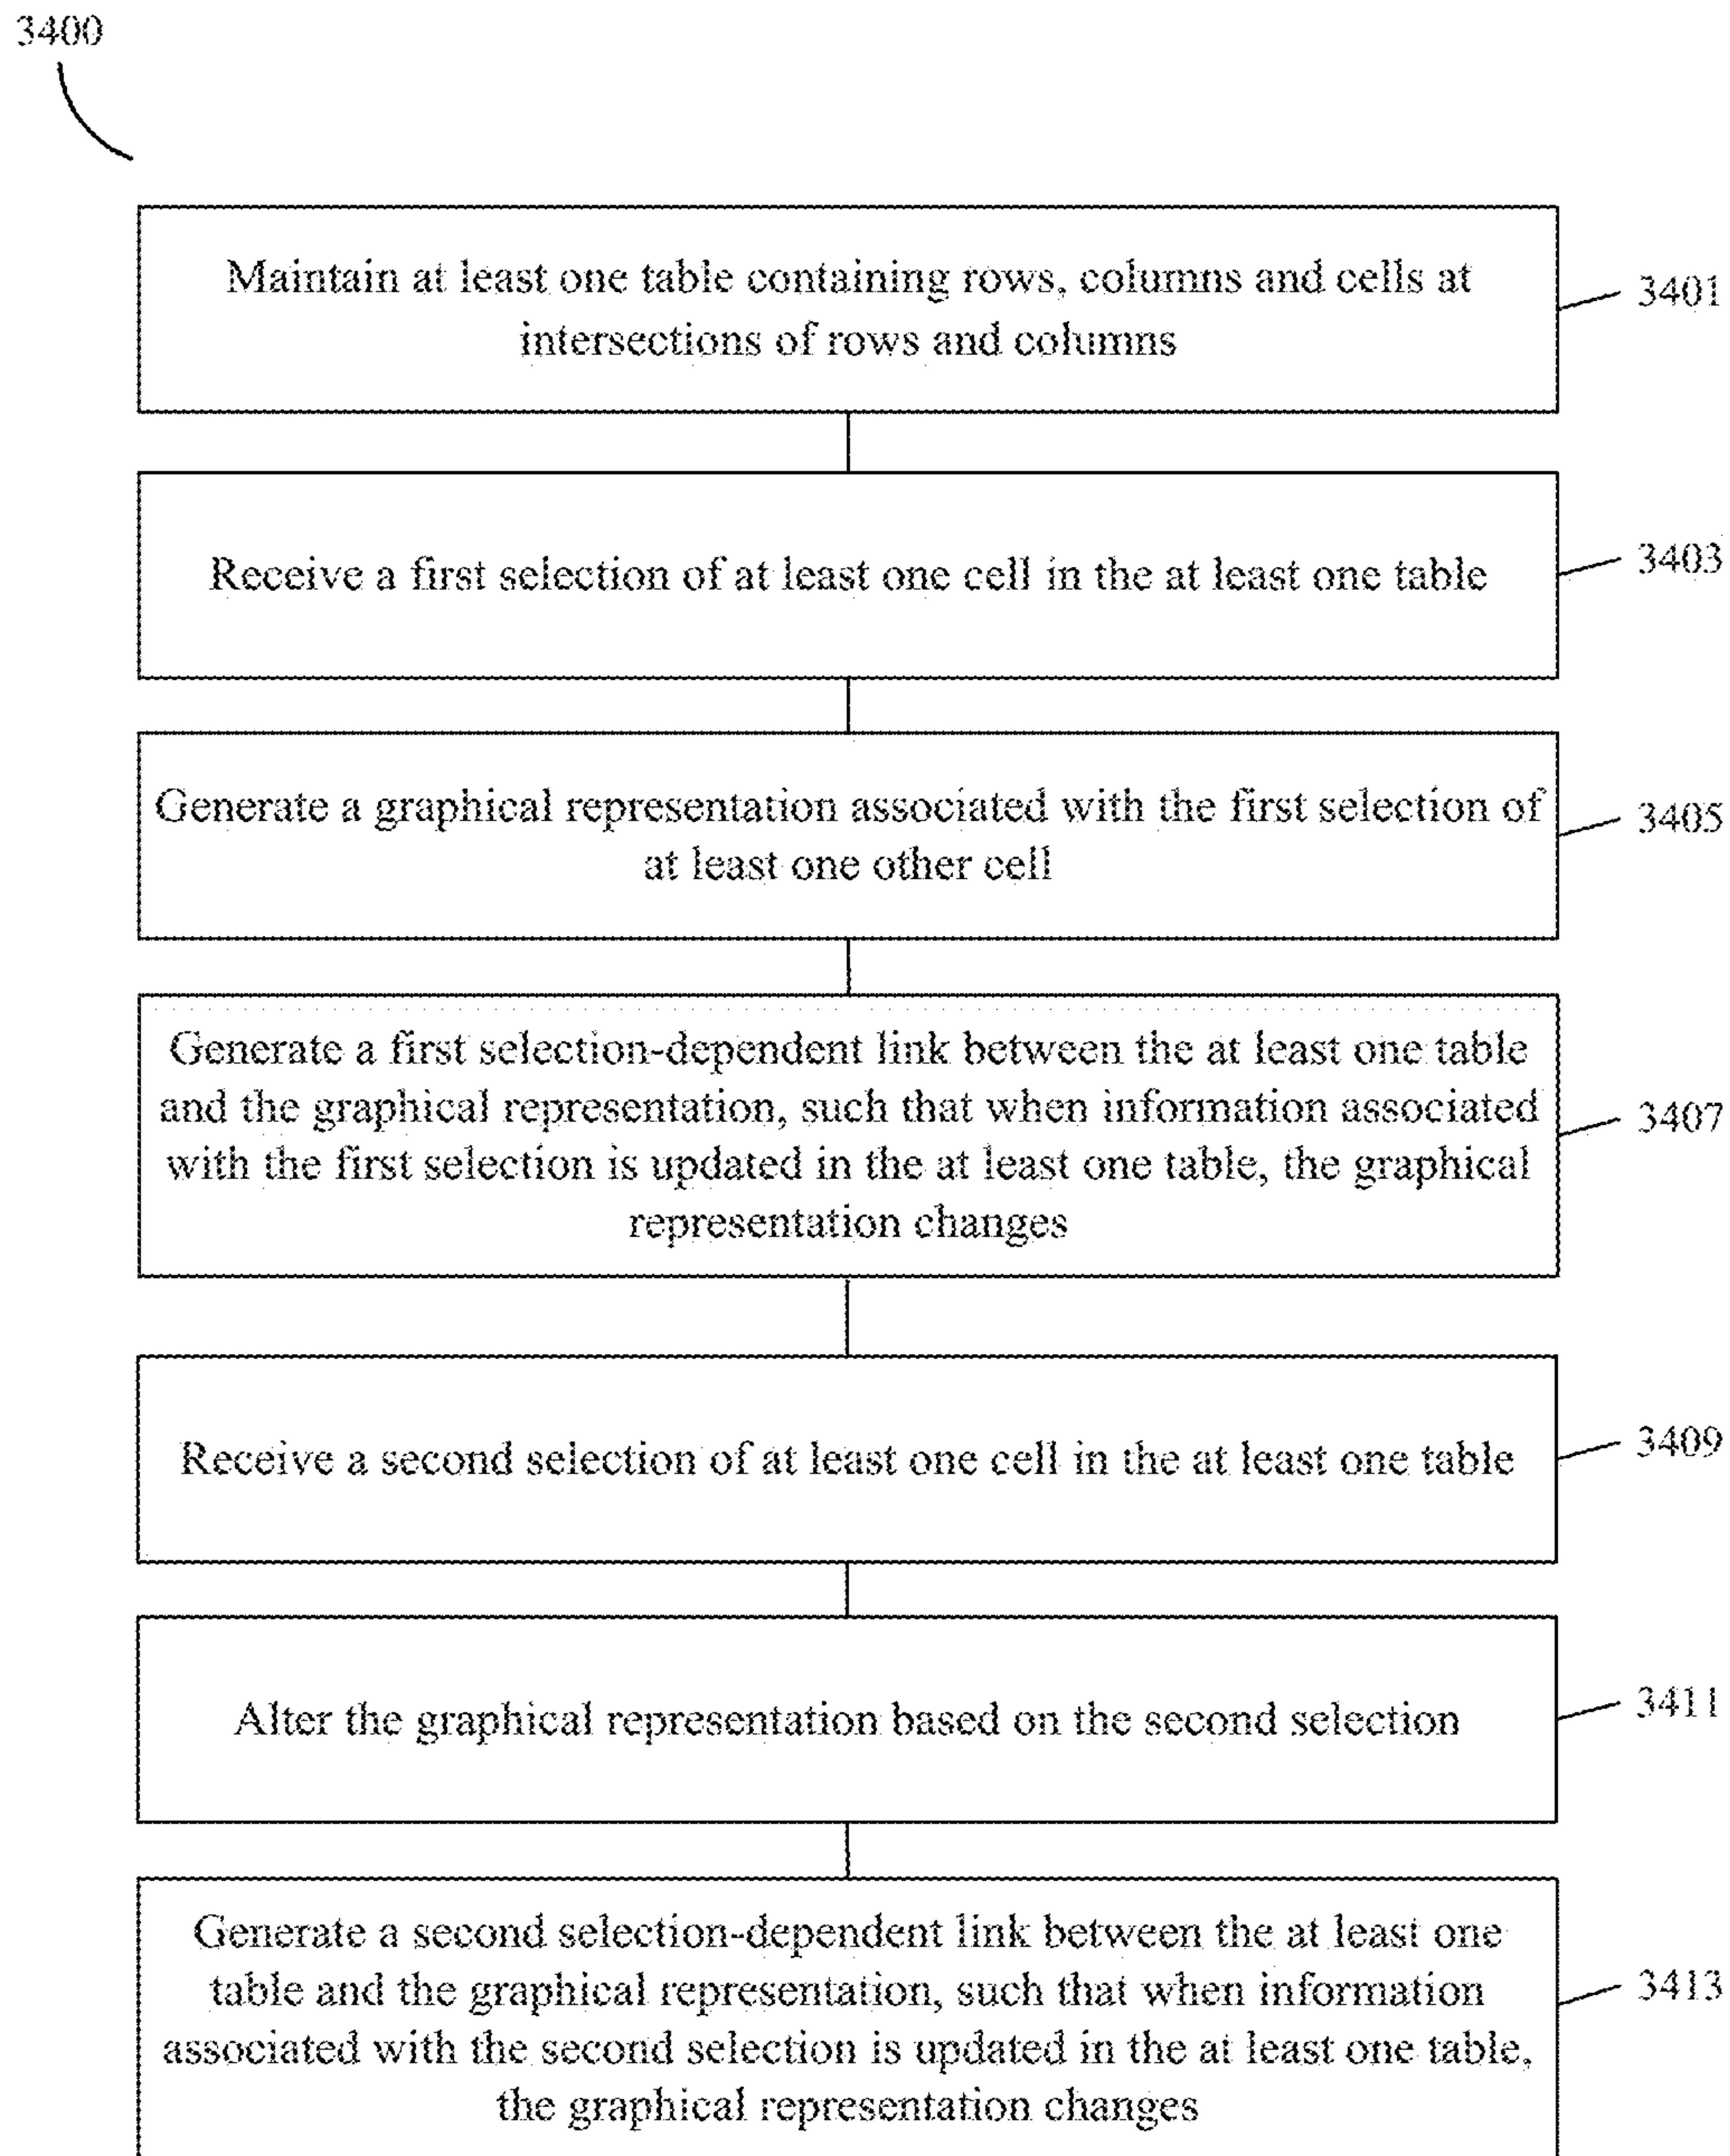 3400
Maintain at least one table containing rows, columns and cells at
intersections of rows and columns
3401
Receive a first selection of at least one cell in the at least one table
3403
Generate a graphical representation associated with the first selection of
at least one other cell
3405
Generate a first selection-dependent link between the at least one table
and the graphical representation, such that when information associated
with the first selection is updated in the at least one table, the graphical
representation changes
3407
Receive a second selection of at least one cell in the at least one table
3409
Alter the graphical representation based on the second selection
3411
Generate a second selection-dependent link between the at least one
table and the graphical representation, such that when information
associated with the second selection is updated in the at least one table,
the graphical representation changes
3413